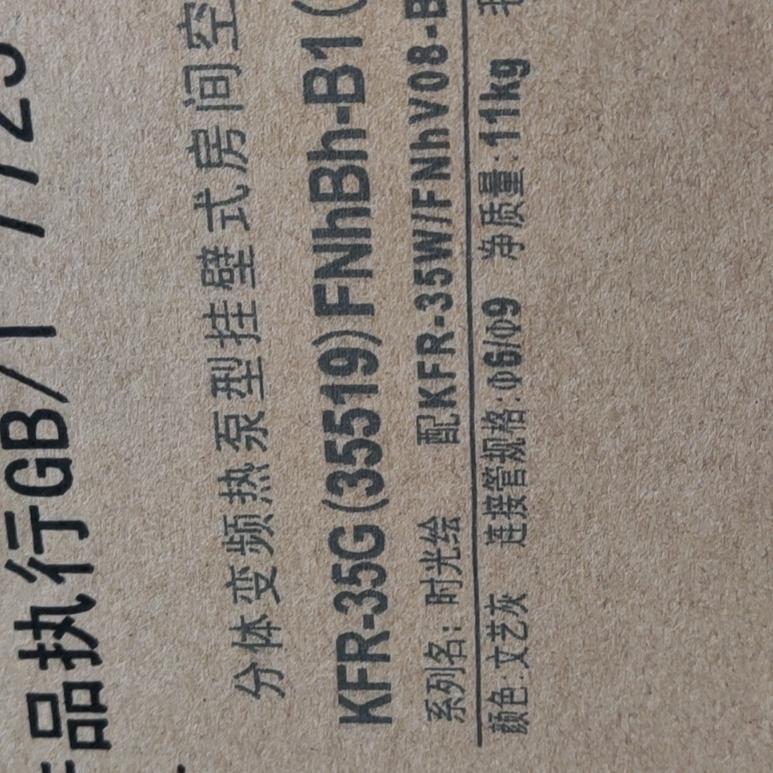 品执行GB/T 7725
分体变频热泵型挂壁式房间空
KFR-35G(35519)FNhBh-B1(
系列名：时光绘 配KFR-35W/FNhV08-B
颜色:文艺灰 连接管规格:Φ6/Φ9 净质量:11kg 毛